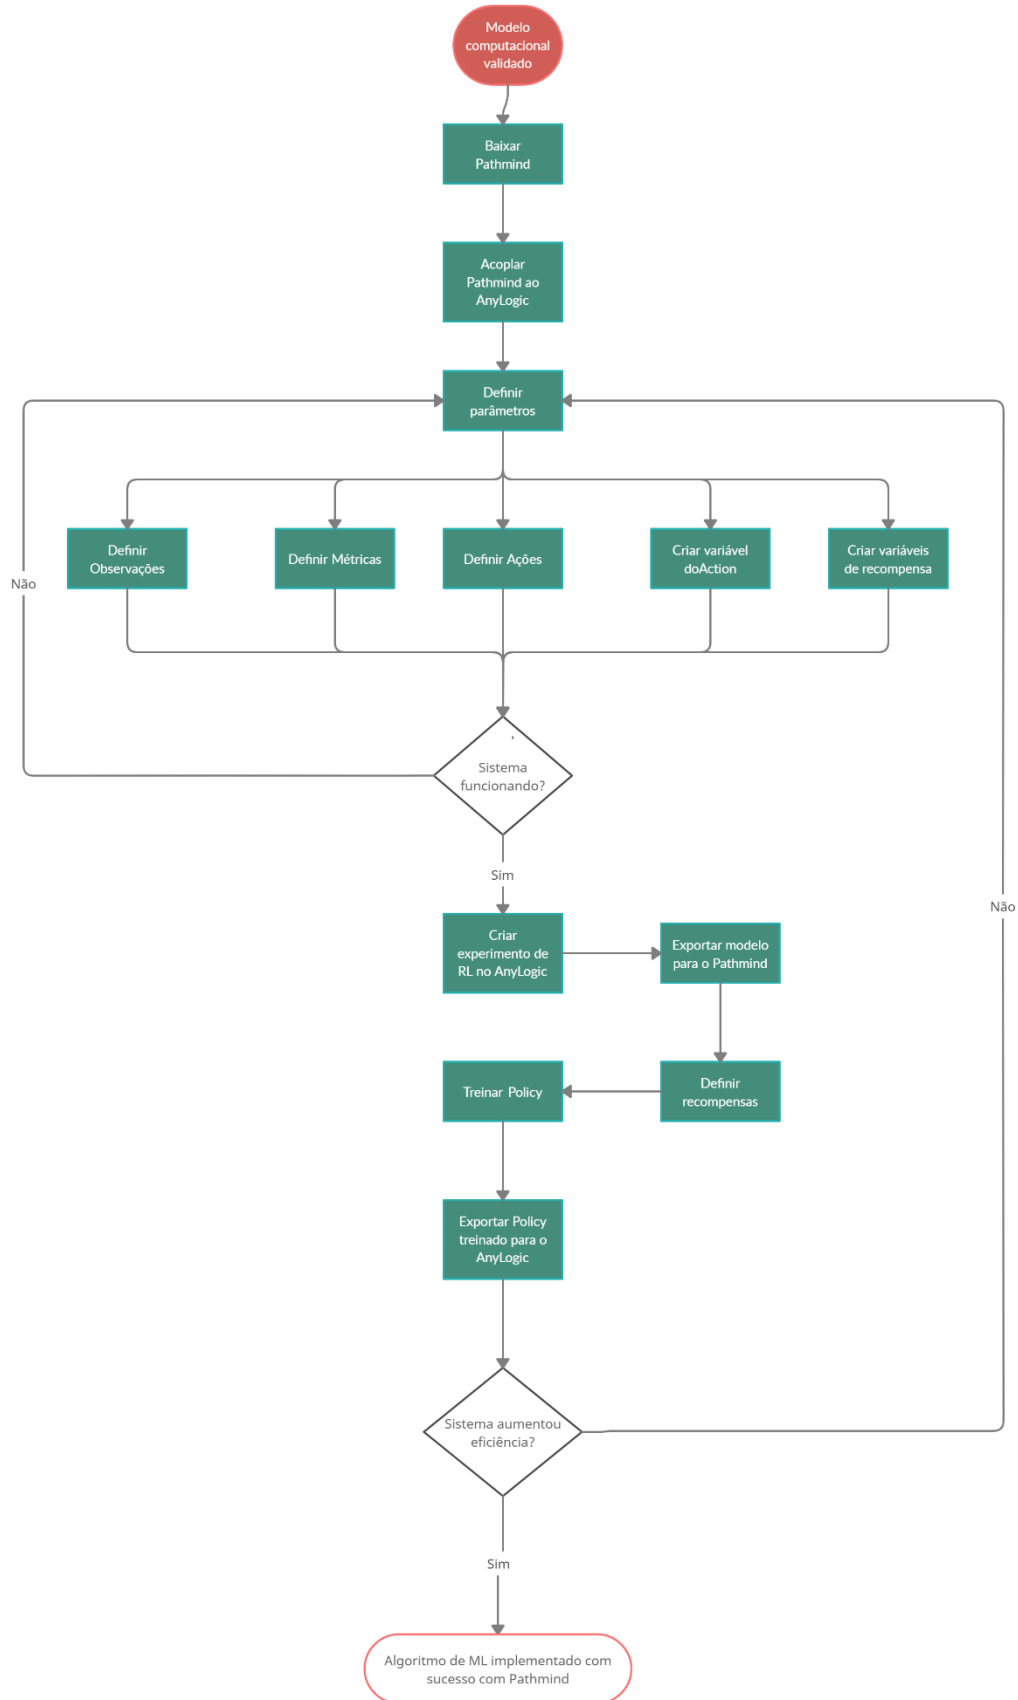 Modelo
computacional
validado
Baixar
Pathmind
Acoplar
Pathmind ao
AnyLogic
Definir
parâmetros
Definir
Observações
Definir Métricas
Definir Ações
Criar variável
doAction
Criar variáveis
de recompensa
Não
Sistema
funcionando?
Sim
Não
Criar
experimento de
RL no AnyLogic
Exportar modelo
para o Pathmind
Treinar Policy
Definir
recompensas
Exportar Policy
treinado para o
AnyLogic
Sistema aumentou
eficiência?
Sim
Algoritmo de ML implementado com
sucesso com Pathmind